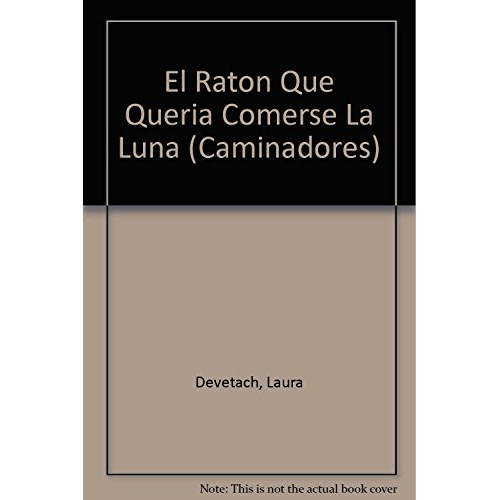 El Raton Que
Queria Comerse La
Luna (Caminadores)
Devetach, Laura
Note: This is not the actual book cover